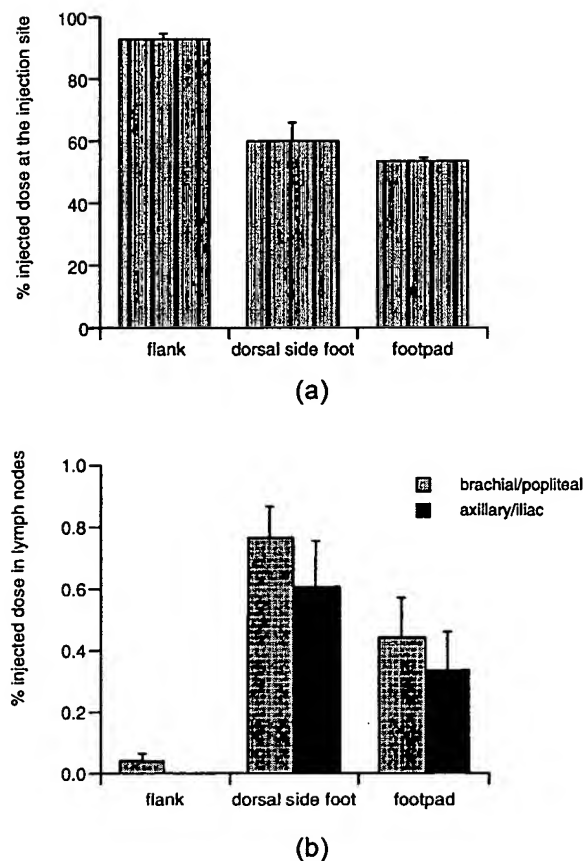 % injected dose at the injection site
100
80
60
40
20
0
flank
dorsal side foot
footpad
(a)
% injected dose in lymph nodes
1.0
0.8
0.6
0.4
0.2
0.0
brachial/popliteal
axillary/iliac
flank
dorsal side foot
footpad
(b)